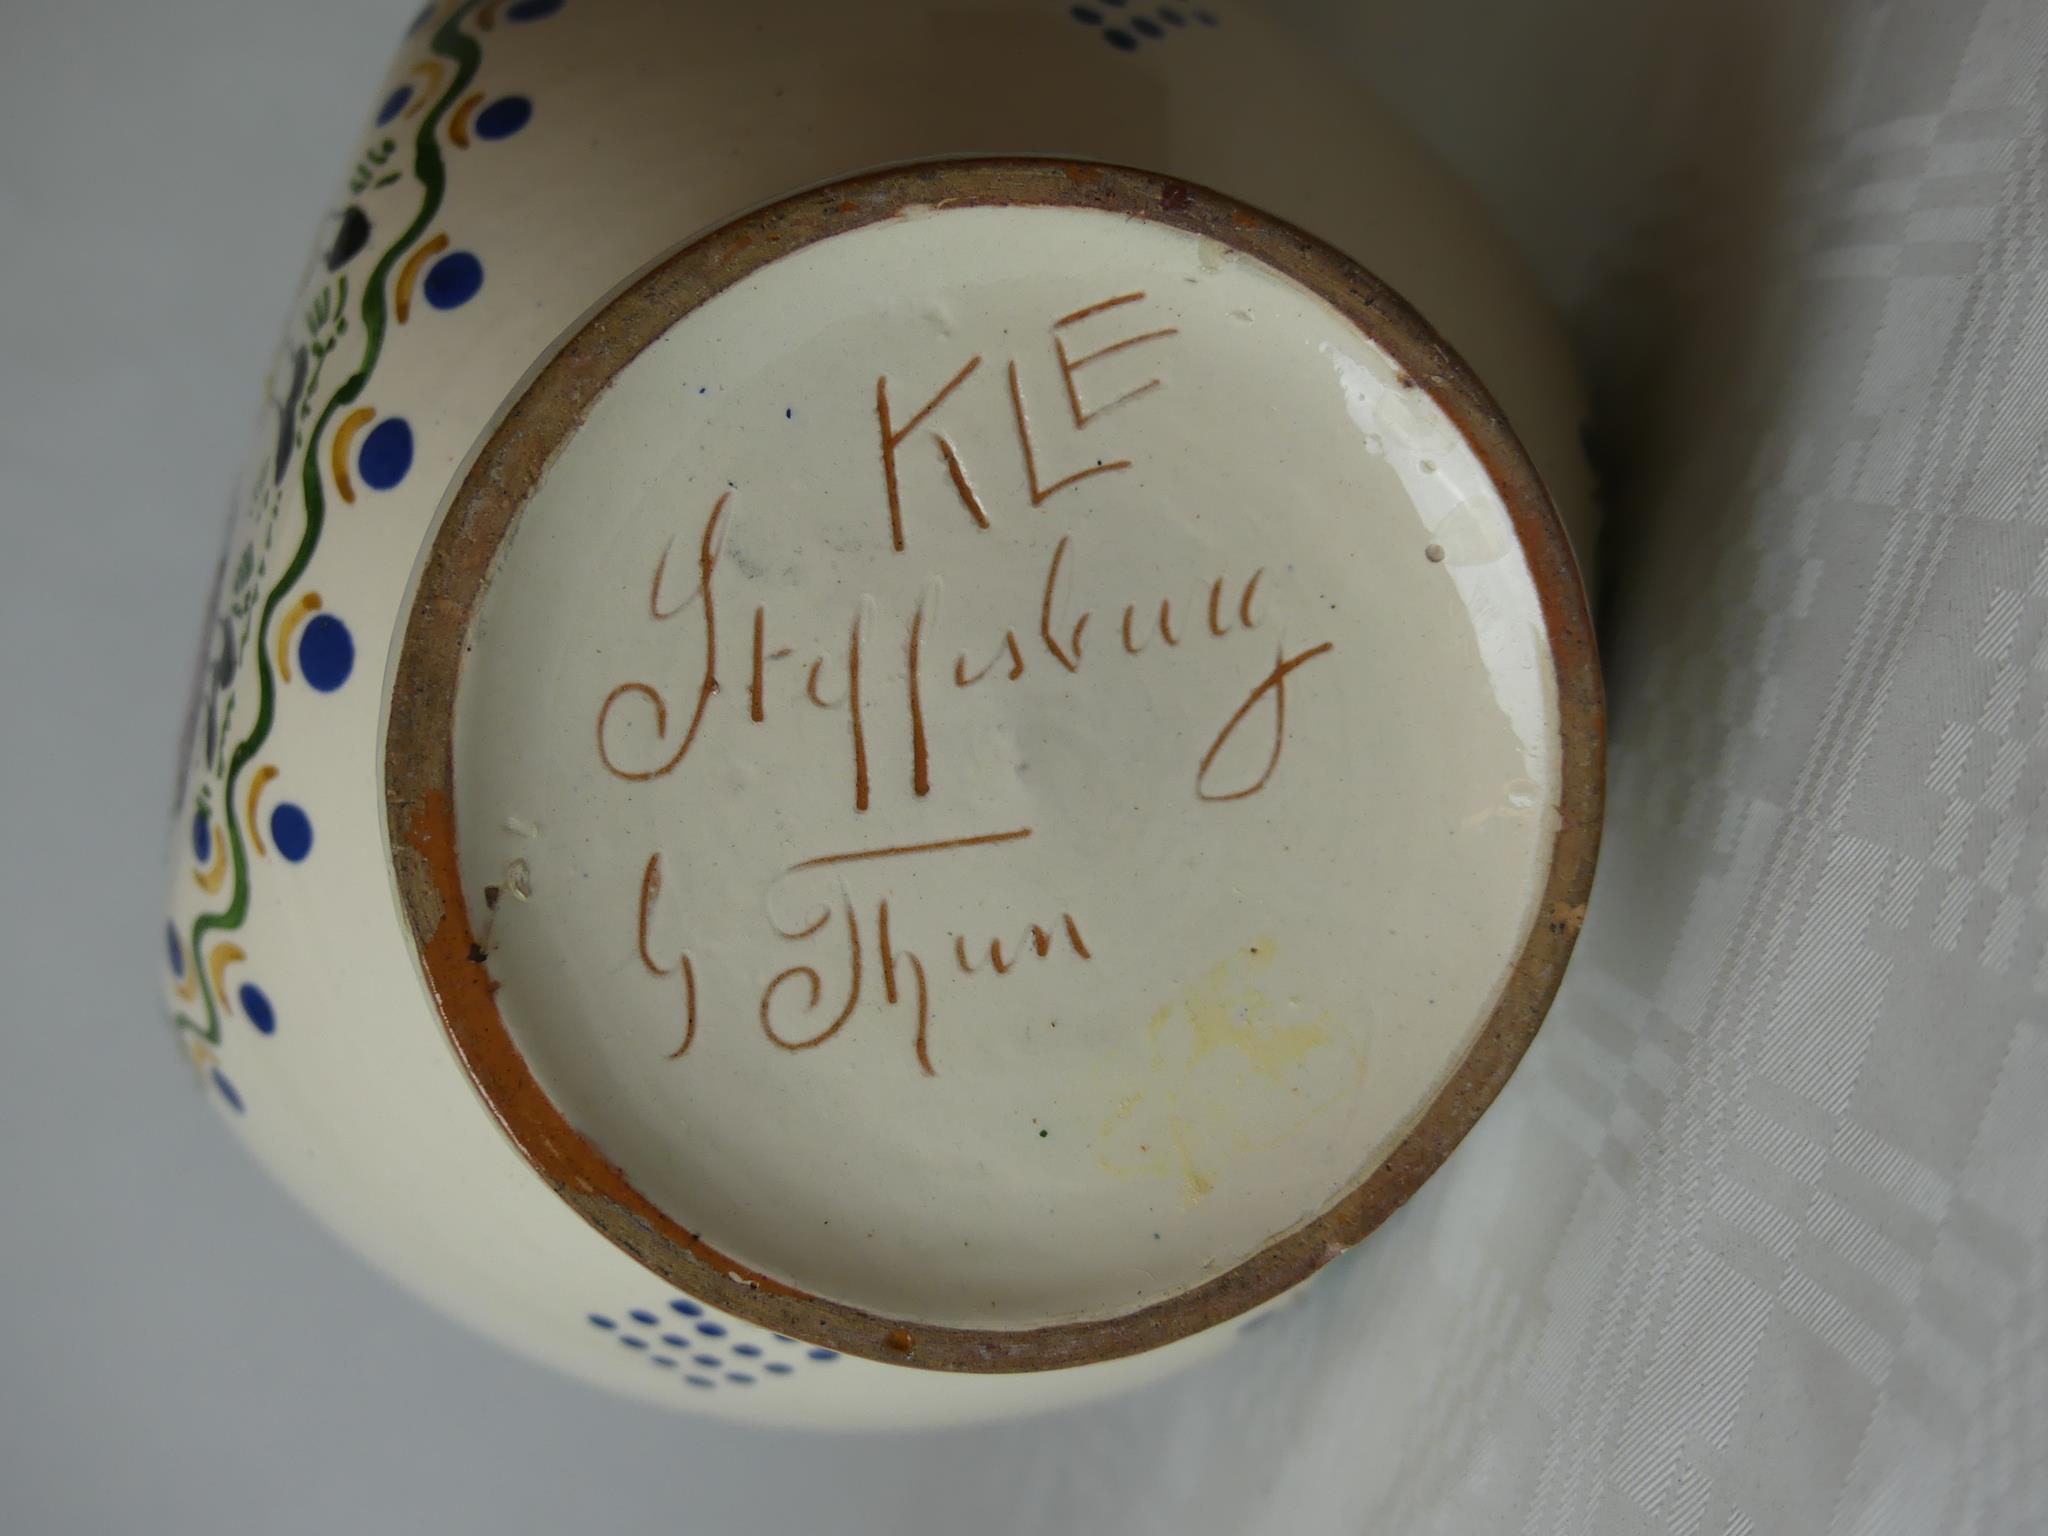 KLE
Steffisburg
b/ Thun